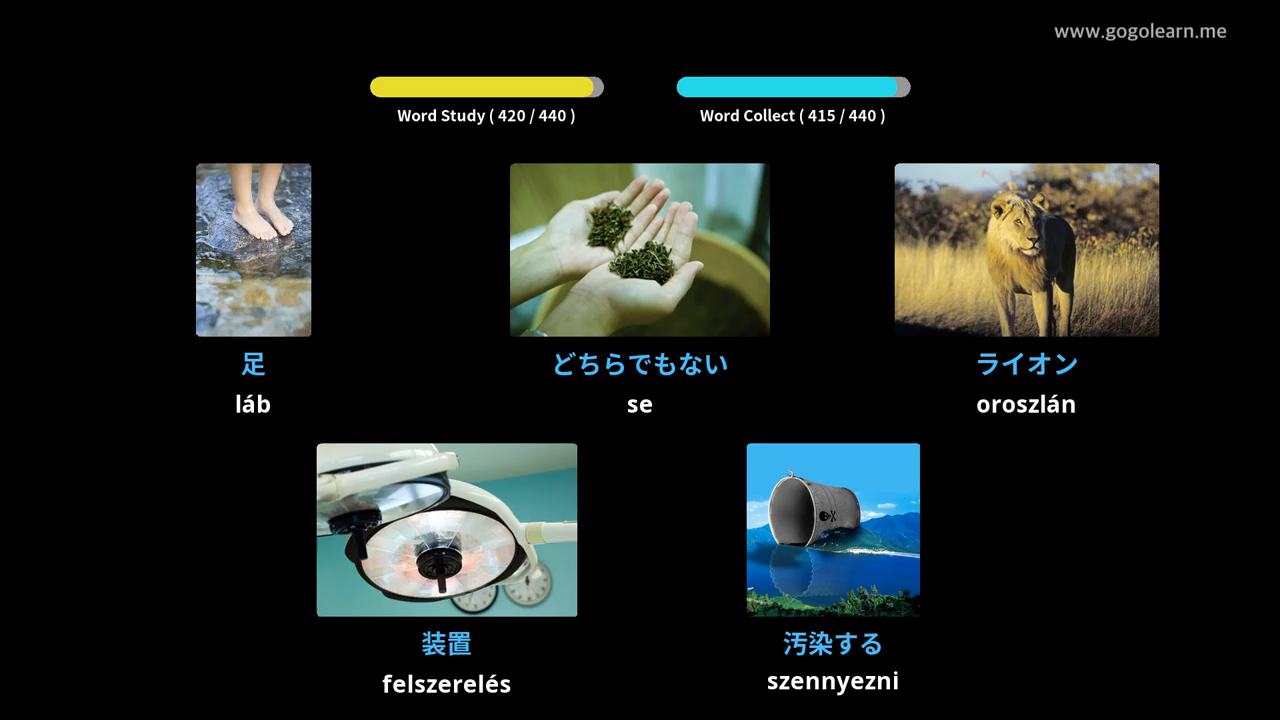 www.gogolearn.me
Word Study ( 420 / 440 )
Word Collect ( 415 / 440 )
足
láb
どちらでもない
se
ライオン
oroszlán
装置
felszerelés
汚染する
szennyezni